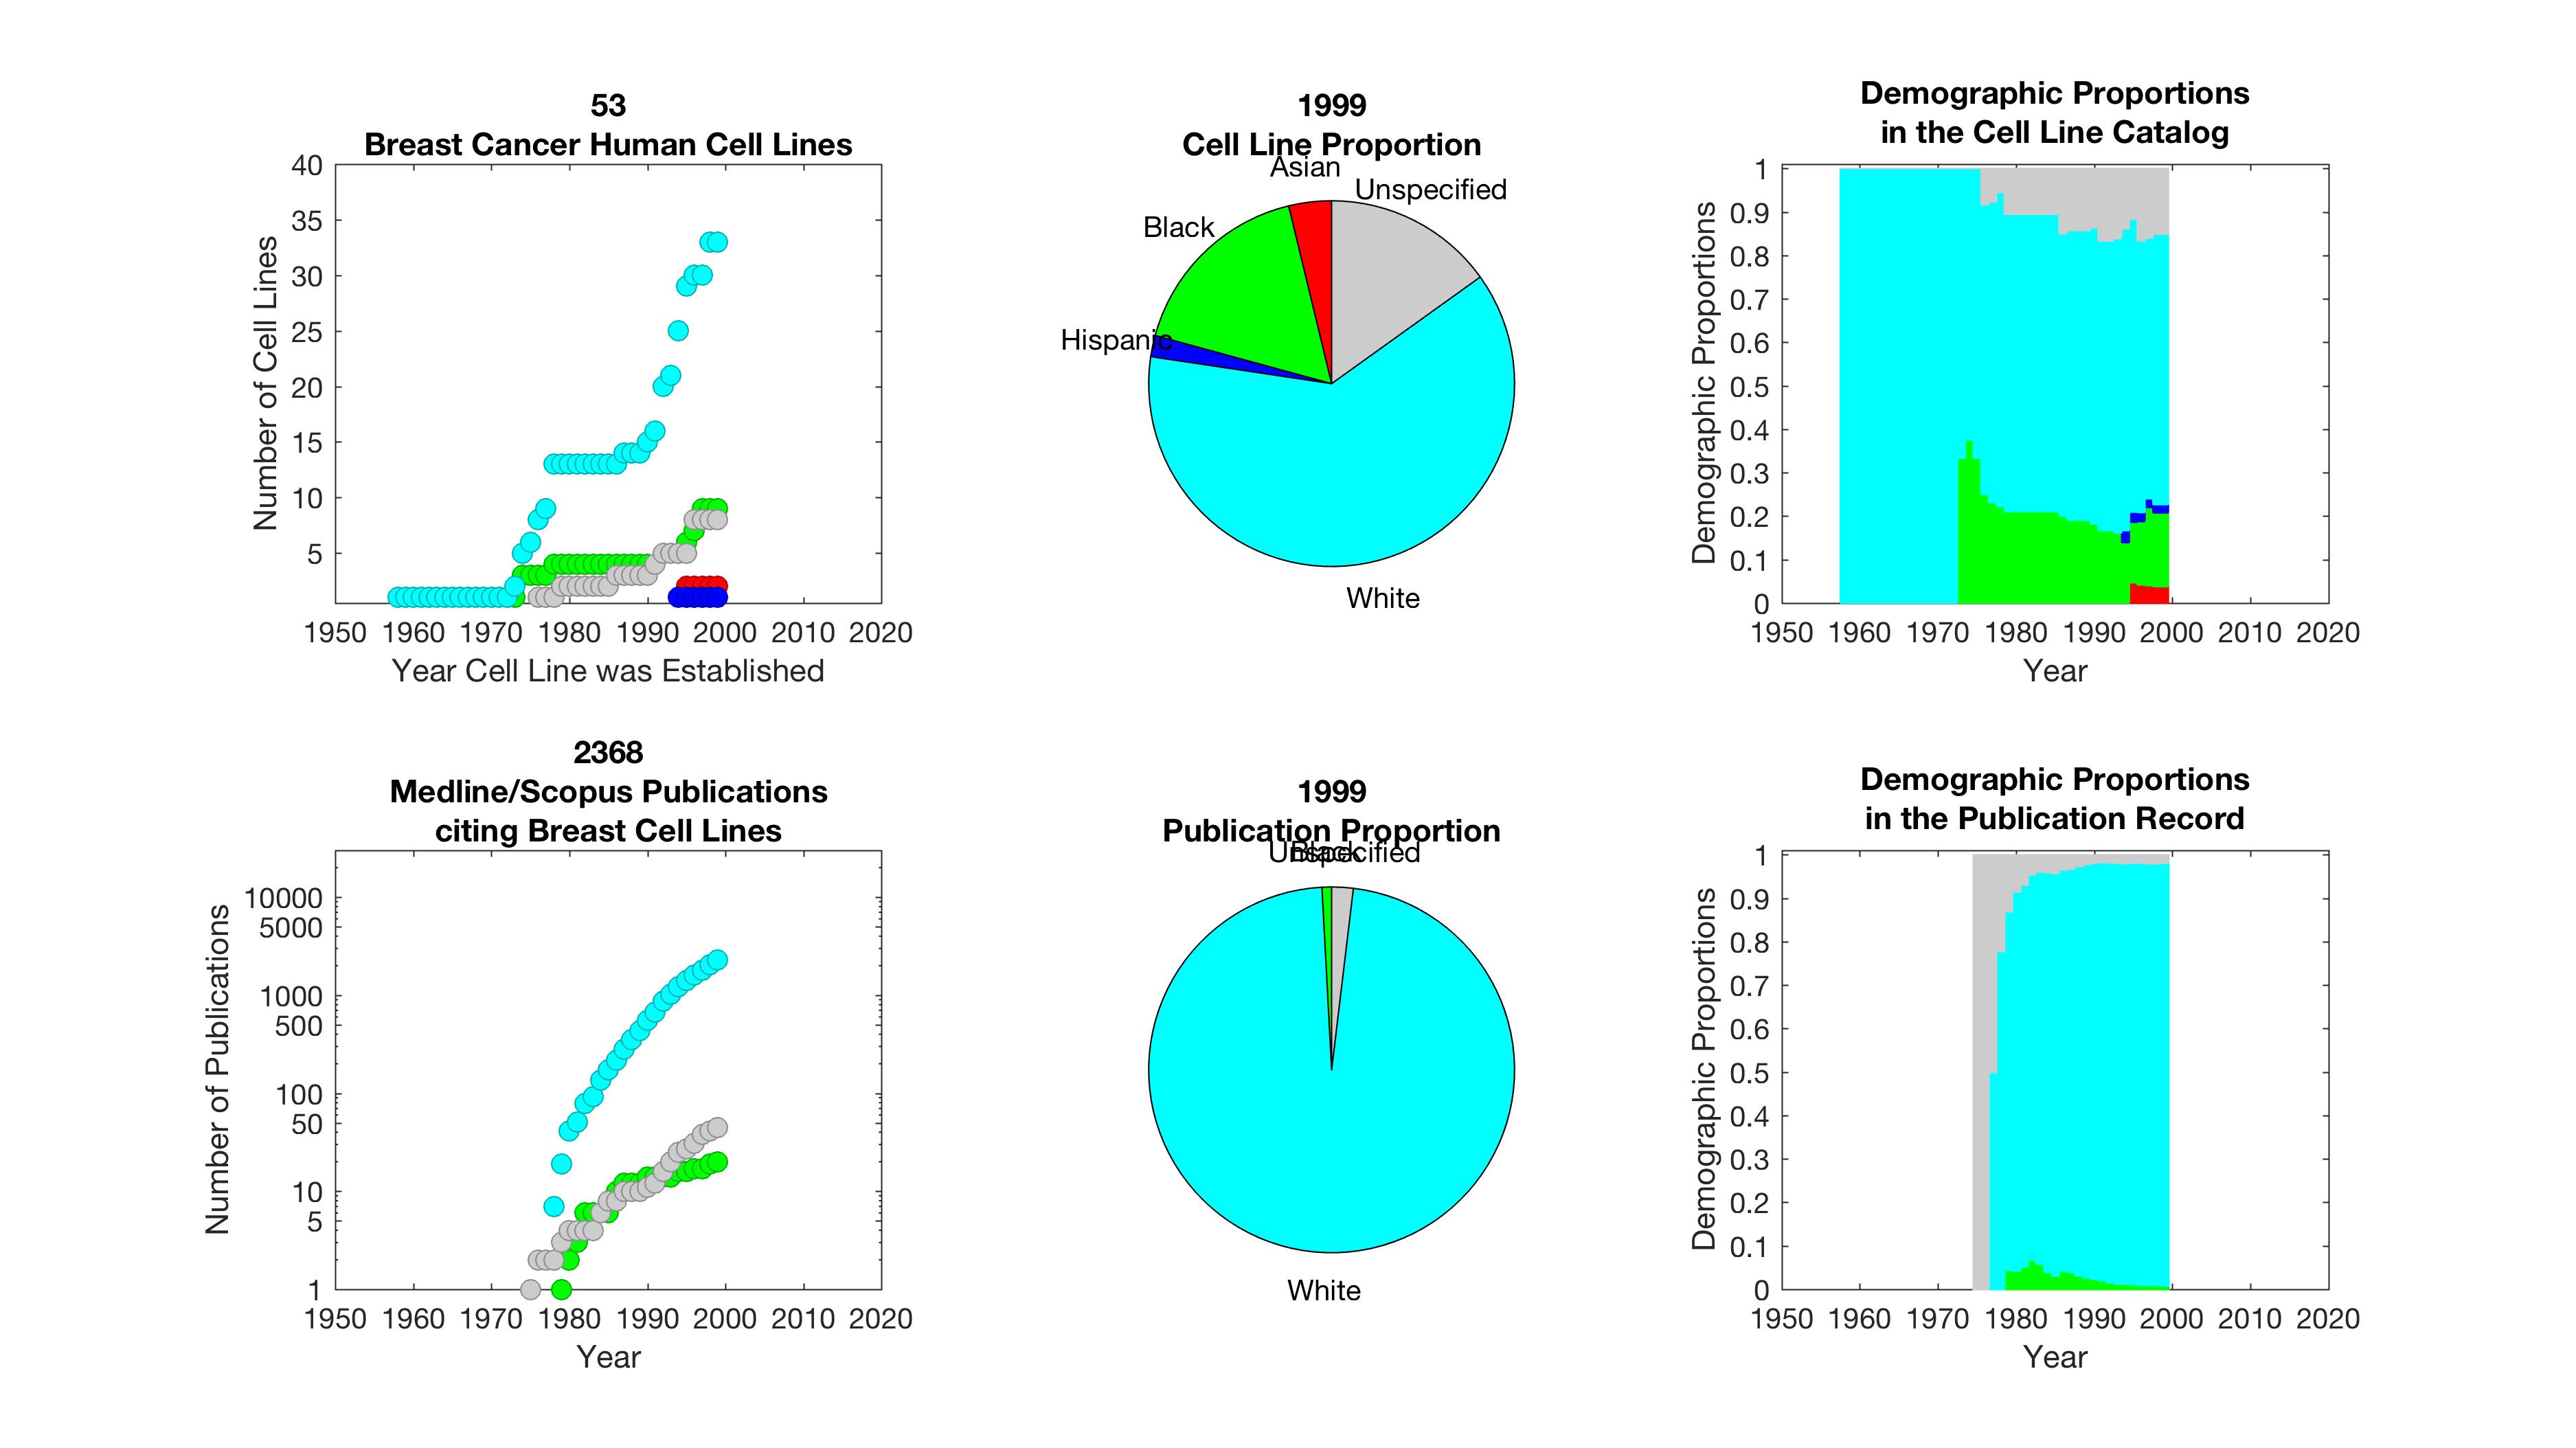 53
Breast Cancer Human Cell Lines
40
35
30
25
20
15
10
5
Number of Cell Lines
1950 1960 1970 1980 1990 2000 2010 2020
Year Cell Line was Established
1999
Cell Line Proportion
Asian
Unspecified
Black
Hispanic
White
Demographic Proportions
in the Cell Line Catalog
1
0.9
0.8
0.7
0.6
0.5
0.4
0.3
0.2
0.1
0
Demographic Proportions
1950 1960 1970 1980 1990 2000 2010 2020
Year
2368
Medline/Scopus Publications
citing Breast Cell Lines
10000
5000
1000
500
100
50
10
5
1
Number of Publications
1950 1960 1970 1980 1990 2000 2010 2020
Year
1999
Publication Proportion
Unspecified
Black
White
Demographic Proportions
in the Publication Record
1
0.9
0.8
0.7
0.6
0.5
0.4
0.3
0.2
0.1
0
Demographic Proportions
1950 1960 1970 1980 1990 2000 2010 2020
Year